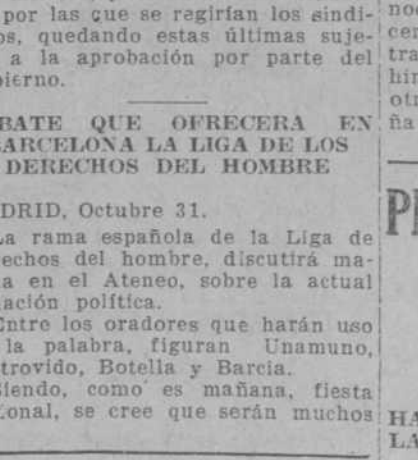 por las que se regirían los sindi-
os, quedando estas últimas suje-
a la aprobación por parte del
bierno.
BATE QUE OFRECERA EN
BARCELONA LA LIGA DE LOS
DERECHOS DEL HOMBRE
DRID, Octubre 31.
La rama española de la Liga de
echos del hombre, discutirá ma-
a en el Ateneo, sobre la actual
ación política.
Entre los oradores que harán uso
la palabra, figuran Unamuno,
trovido, Botella y Barcia.
Siendo, como es mañana, fiesta
ional, se cree que serán muchos
noc
cer
tra
hin
otr
ña
HA
LA